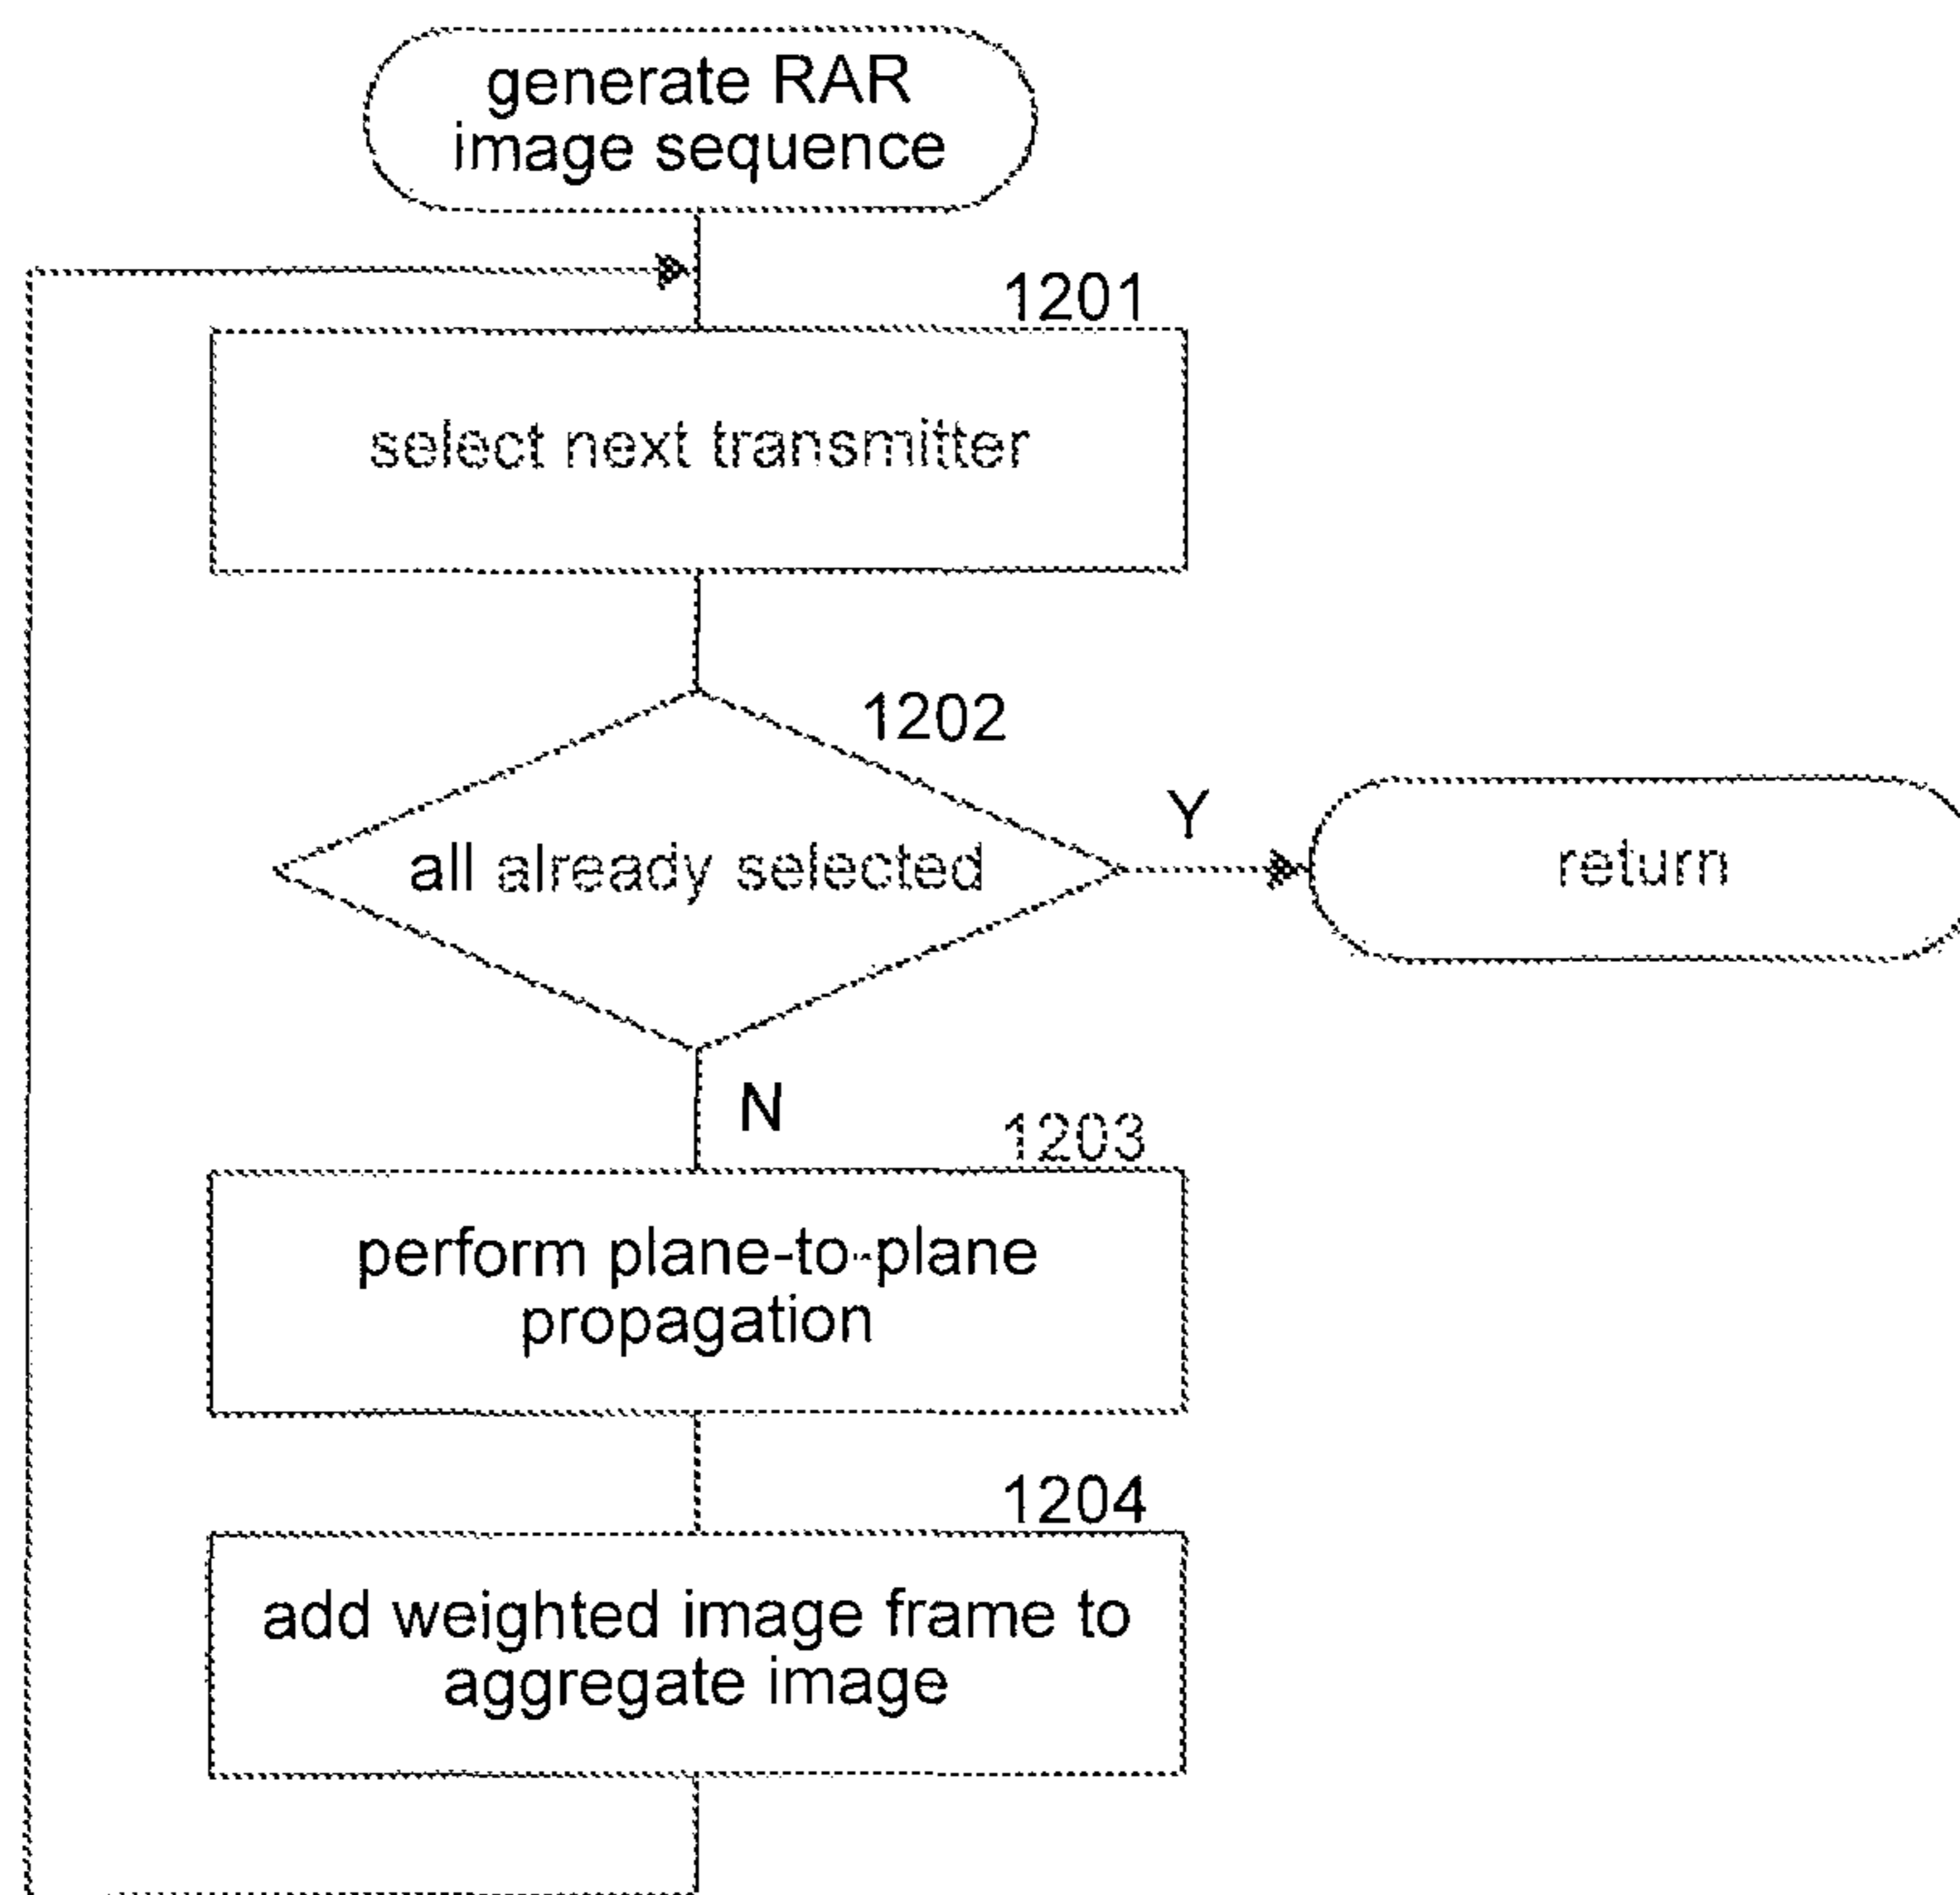 generate RAR
image sequence
1201
select next transmitter
1202
all already selected
Y
return
N
1203
perform plane-to-plane
propagation
1204
add weighted image frame to
aggregate image